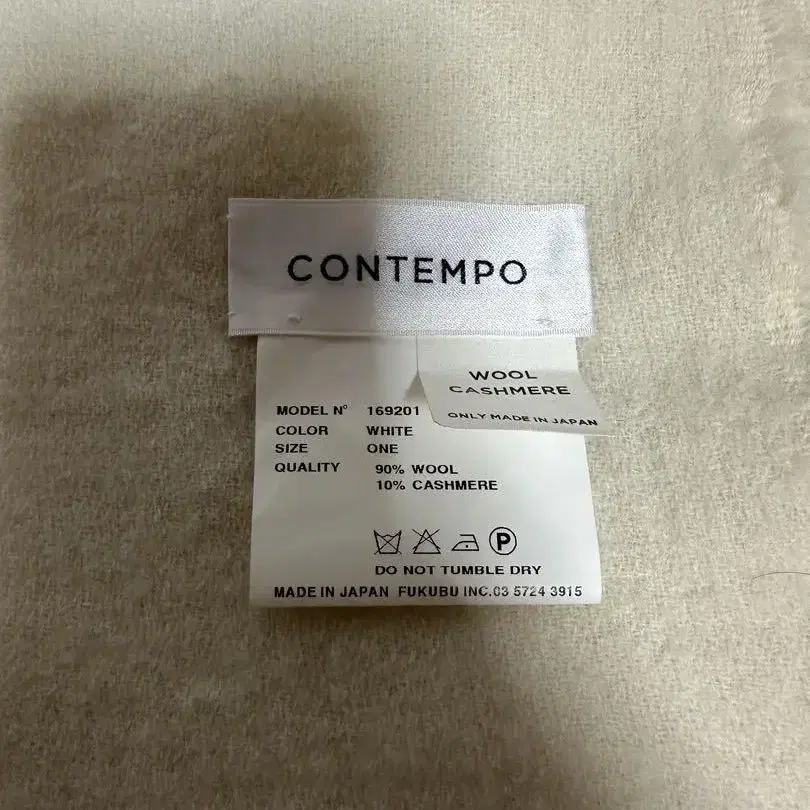 CONTEMPO
WOOL
CASHMERE
ONLY MADE IN JAPAN
MODEL N° 169201
COLOR WHITE
SIZE ONE
QUALITY 90% WOOL
10% CASHMERE
P
DO NOT TUMBLE DRY
MADE IN JAPAN FUKUBU INC.03 5724 3915